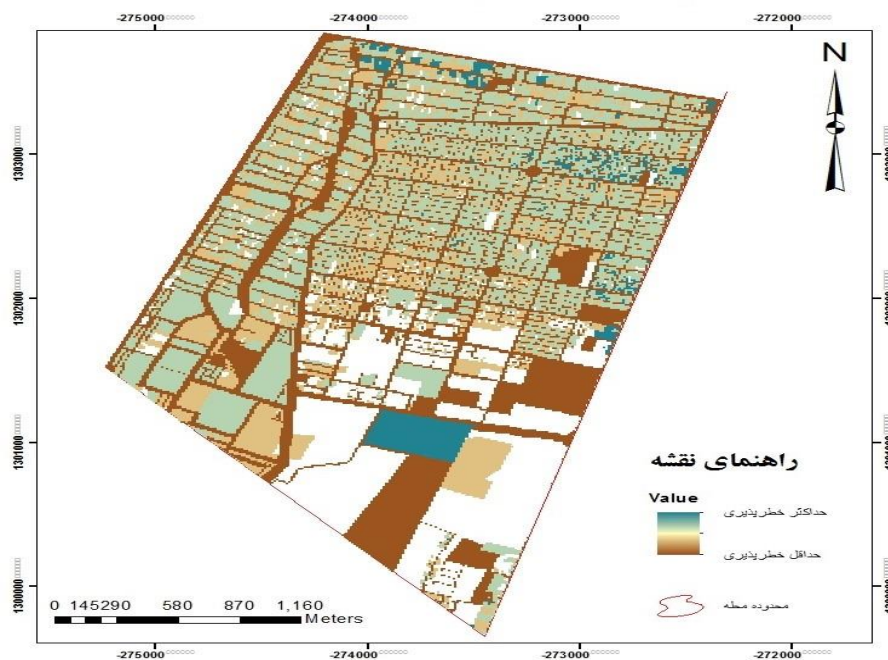 -275000 -274000 -273000 -272000
N
1303000
1302000
1301000
1300000
راهنمای نقشه
Value
حداکثر خطرپذیری
حداقل خطرپذیری
محدوده محله
0 145290 580 870 1,160
Meters
-275000 -274000 -273000 -272000